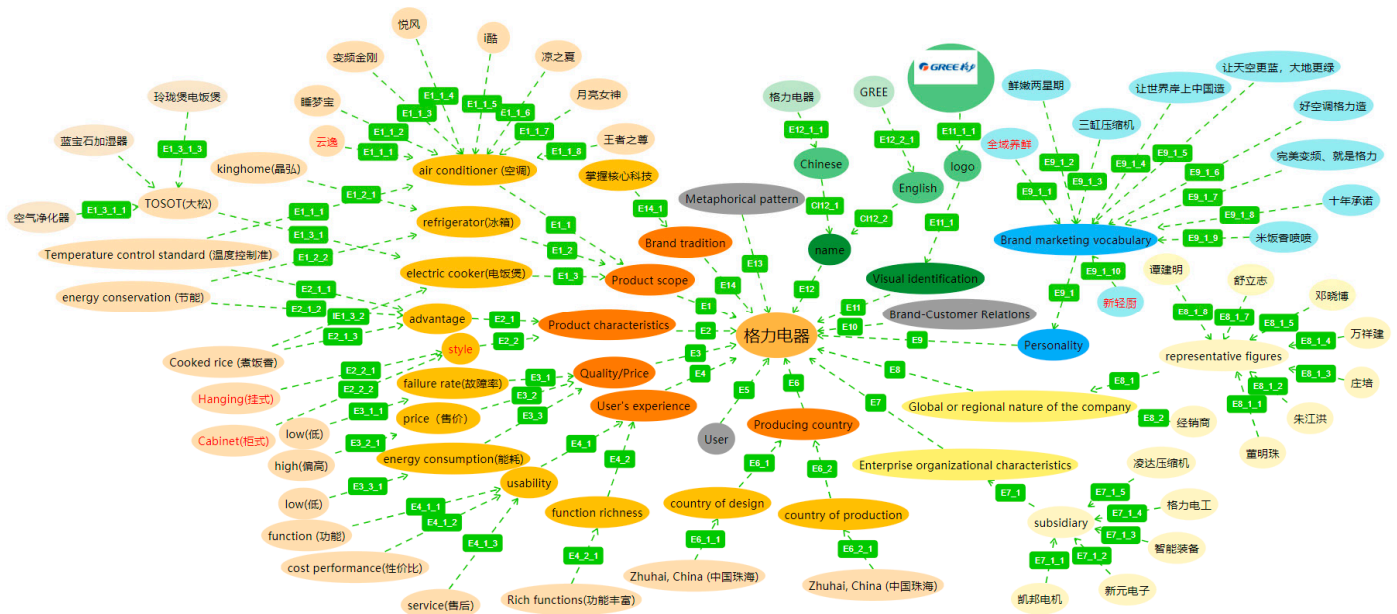 悦风
i酷
变频金刚
凉之夏
玲珑煲电饭煲
睡梦宝
月亮女神
云逸
王者之尊
蓝宝石加湿器
kinghome(晶弘)
air conditioner (空调)
掌握核心科技
TOSOT(大松)
空气净化器
refrigerator(冰箱)
Temperature control standard (温度控制准)
electric cooker(电饭煲)
energy conservation (节能)
advantage
Cooked rice (煮饭香)
style
Hanging(挂式)
failure rate(故障率)
Cabinet(柜式)
price（售价）
low(低)
high(偏高)
energy consumption(能耗)
low(低)
usability
function (功能)
cost performance(性价比)
service(售后)
function richness
Rich functions(功能丰富)
Brand tradition
Product scope
Product characteristics
Quality/Price
User's experience
格力电器
Metaphorical pattern
格力电器
GREE
GREE 格力
Chinese
English
logo
name
Visual identification
Brand-Customer Relations
Personality
User
Producing country
country of design
country of production
Zhuhai, China (中国珠海)
Zhuhai, China (中国珠海)
鲜嫩两星期
全域养鲜
三缸压缩机
让世界岸上中国造
让天空更蓝，大地更绿
好空调格力造
完美变频、就是格力
十年承诺
米饭香喷喷
新轻厨
Brand marketing vocabulary
谭建明
舒立志
邓晓博
万祥建
庄培
朱江洪
董明珠
representative figures
Global or regional nature of the company
经销商
Enterprise organizational characteristics
subsidiary
凌达压缩机
格力电工
智能装备
新元电子
凯邦电机
E1_1_4
E1_1_3
E1_1_5
E1_1_6
E1_1_2
E1_1_7
E1_1_1
E1_1_8
E1_3_1_3
E1_3_1_1
E1_2_1
E1_1_1
E1_3_1
E1_2_2
E1_1
E1_2
E1_3
E2_1_1
E2_1_2
IE1_3_2
E2_1_3
E2_1
E2_2
E2_2_1
E2_2_2
E3_1
E3_2
E3_3
E3_1_1
E3_2_1
E3_3_1
E4_1
E4_2
E4_1_1
E4_1_2
E4_1_3
E4_2_1
E14_1
E14
E13
E12
E12_1_1
E12_2_1
CI12_1
CI12_2
E11_1_1
E11_1
E11
E10
E9
E1
E2
E3
E4
E5
E6
E7
E8
E6_1
E6_2
E6_1_1
E6_2_1
E9_1_1
E9_1_2
E9_1_3
E9_1_4
E9_1_5
E9_1_6
E9_1_7
E9_1_8
E9_1_9
E9_1_10
E9_1
E8_1_8
E8_1_7
E8_1_5
E8_1_4
E8_1_3
E8_1_2
E8_1_1
E8_1
E8_2
E7_1
E7_1_5
E7_1_4
E7_1_3
E7_1_2
E7_1_1